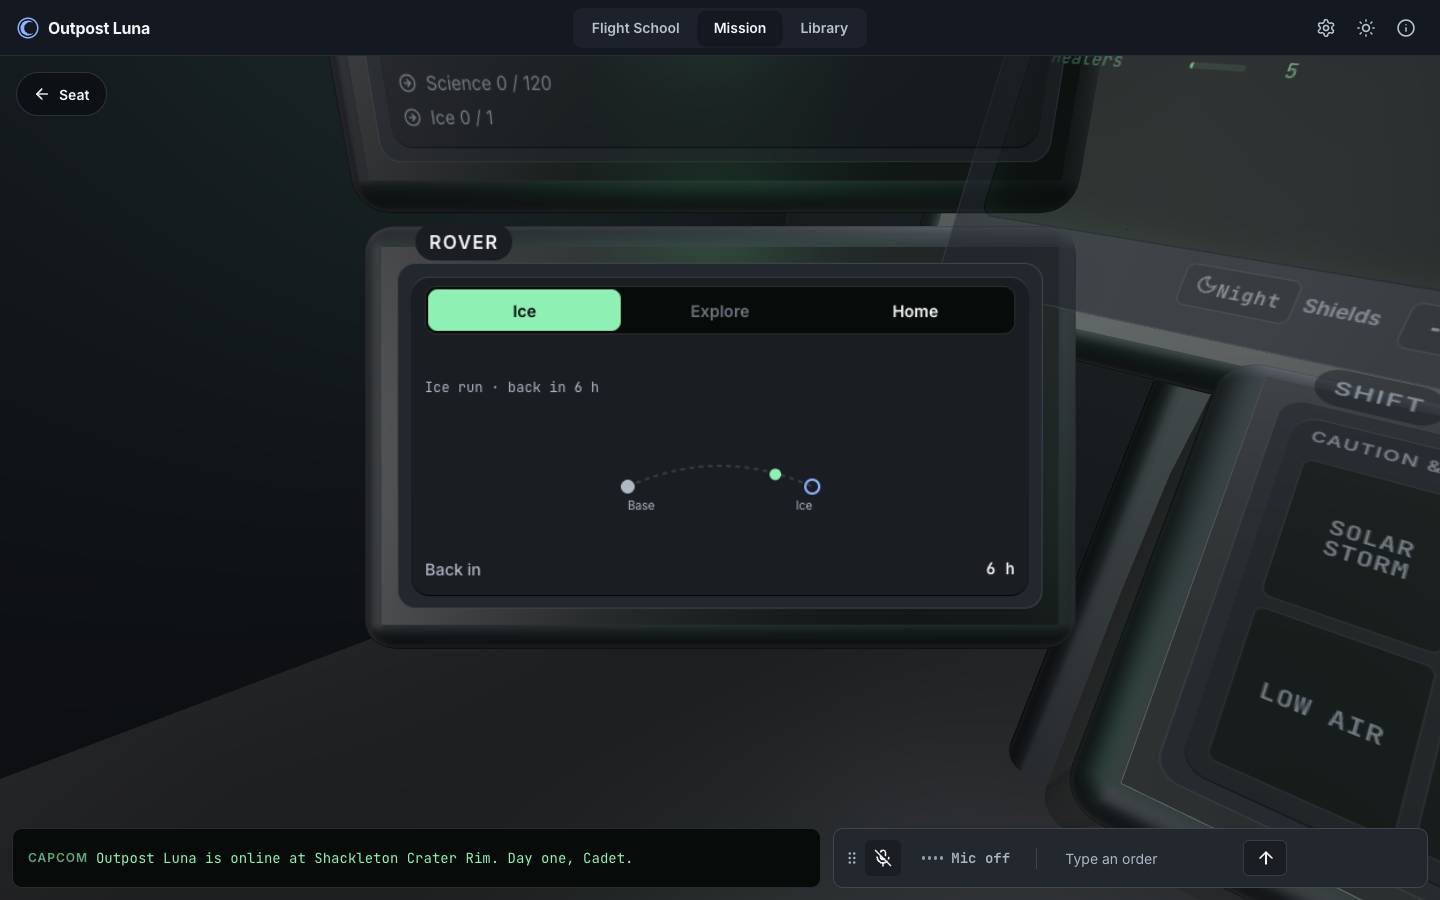 Outpost Luna
Flight School
Mission
Library
Seat
Science 0 / 120
Ice 0 / 1
heaters 5
ROVER
Ice
Explore
Home
Night
Shields
Ice run · back in 6 h
SHIFT
CAUTION &
Base
Ice
SOLAR
STORM
Back in 6 h
LOW AIR
CAPCOM Outpost Luna is online at Shackleton Crater Rim. Day one, Cadet.
Mic off
Type an order